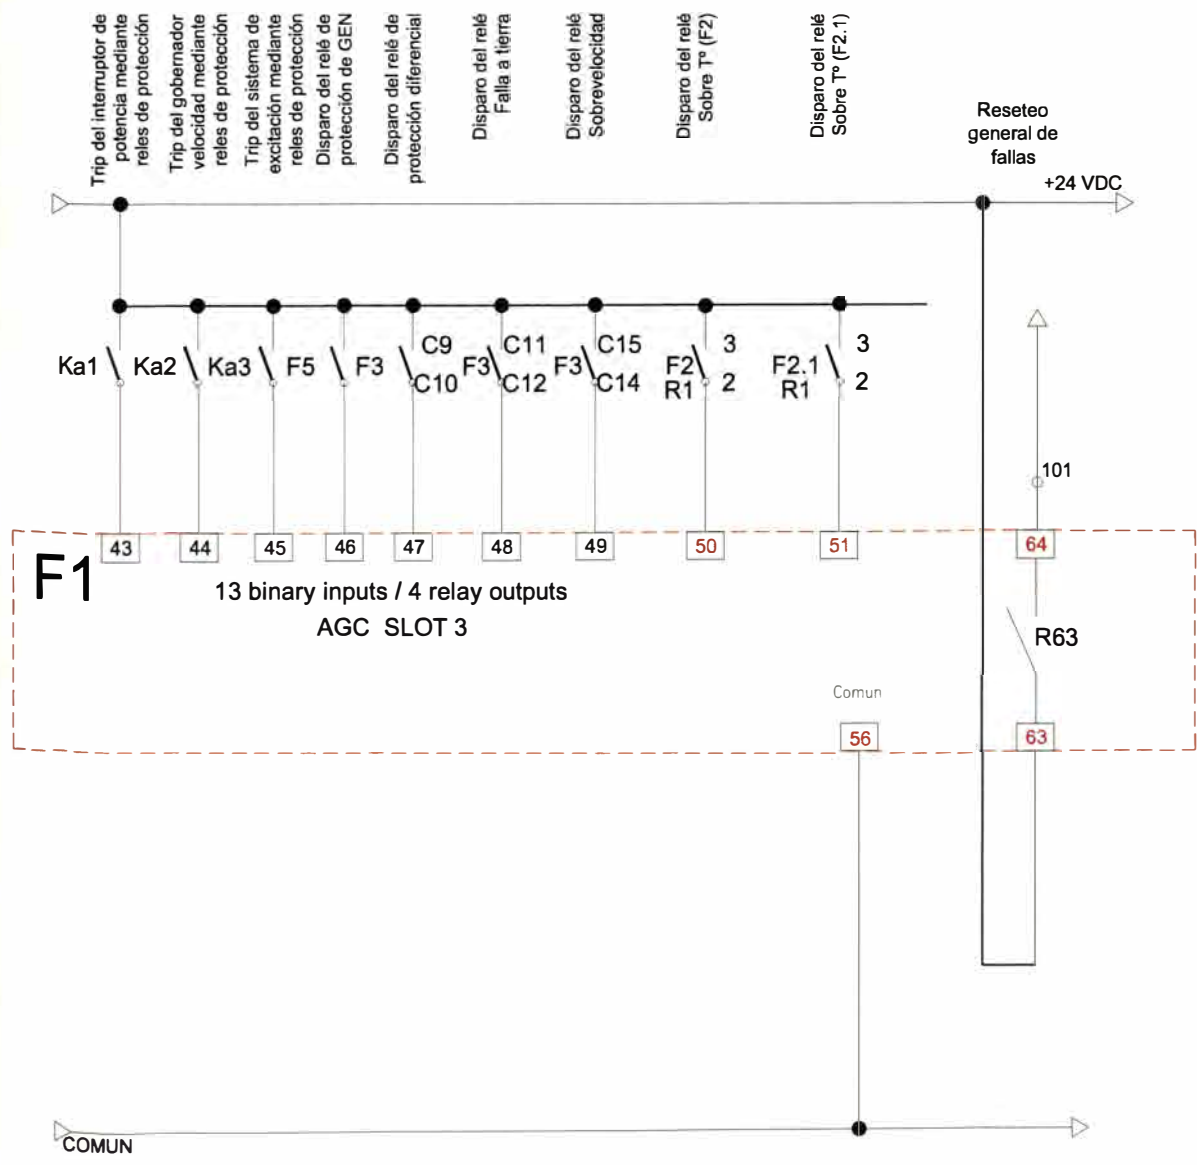 Trip del interruptor de
potencia mediante
reles de protección
Trip del gobernador
velocidad mediante
reles de protección
Trip del sistema de
excitación mediante
reles de protección
Disparo del relé de
protección de GEN
Disparo del relé de
protección diferencial
Disparo del relé
Falla a tierra
Disparo del relé
Sobrevelocidad
Disparo del relé
Sobre Tº (F2)
Disparo del relé
Sobre Tº (F2.1)
Reseteo
general de
fallas
+24 VDC
Ka1
Ka2
Ka3
F5
F3
C9
C10
F3
C11
C12
F3
C15
C14
F2
R1
3
2
F2.1
R1
3
2
101
43
44
45
46
47
48
49
50
51
64
F1
13 binary inputs / 4 relay outputs
AGC SLOT 3
R63
Comun
56
63
COMUN